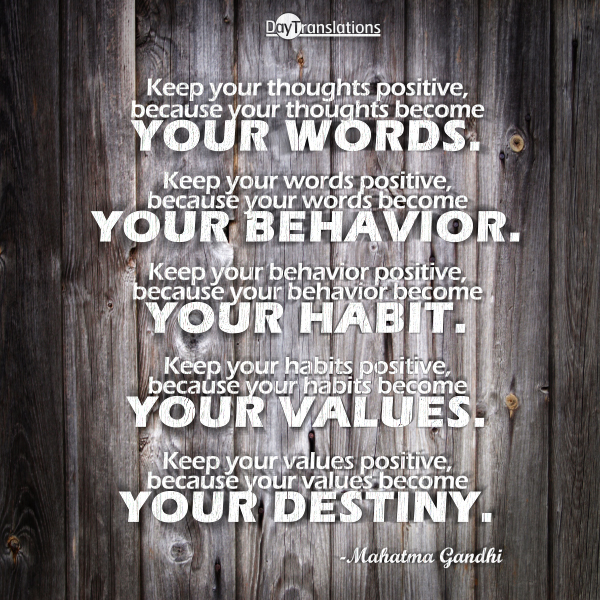 DayTranslations
Keep your thoughts positive,
because your thoughts become
YOUR WORDS.
Keep your words positive,
because your words become
YOUR BEHAVIOR.
Keep your behavior positive,
because your behavior become
YOUR HABIT.
Keep your habits positive,
because your habits become
YOUR VALUES.
Keep your values positive,
because your values become
YOUR DESTINY.
-Mahatma Gandhi